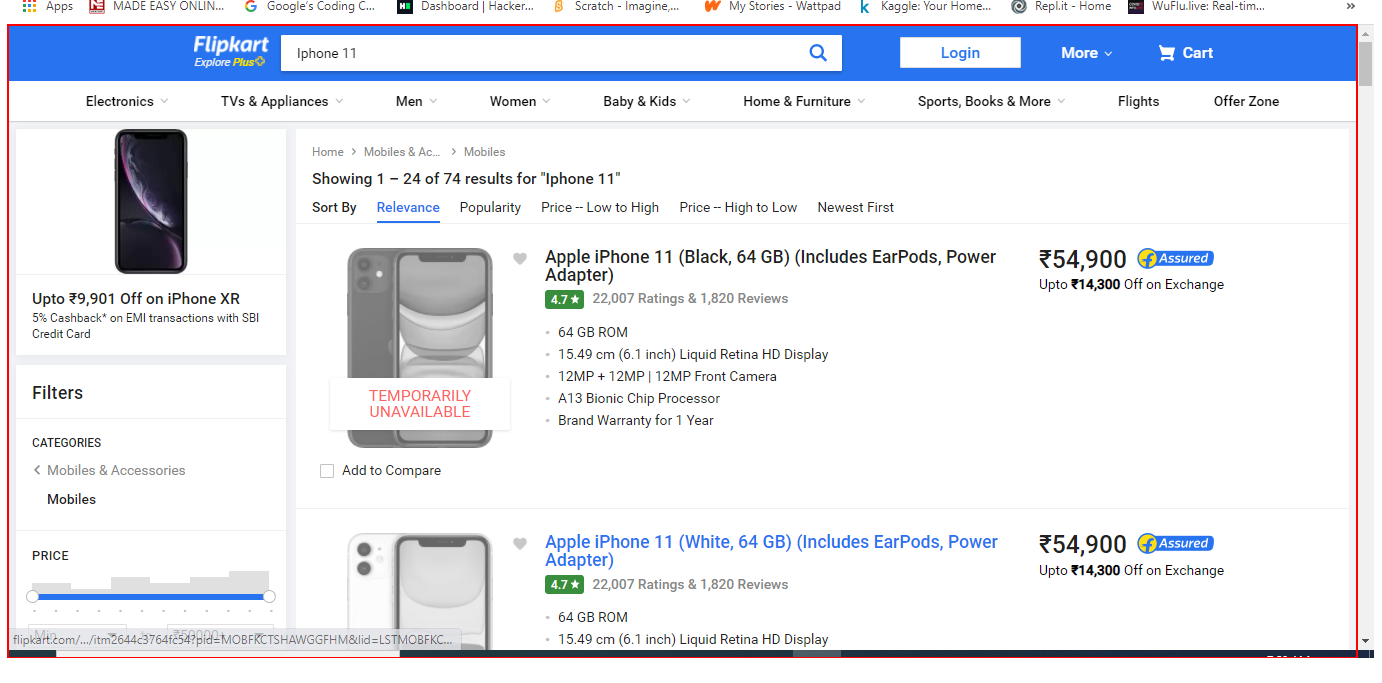 Apps MADE EASY ONLIN... Google's Coding C... Dashboard | Hacker... Scratch - Imagine,... My Stories - Wattpad Kaggle: Your Home... Repl.it - Home WuFlu.live: Real-tim... »
Flipkart
Explore Plus
Iphone 11
Login
More
Cart
Electronics TVs & Appliances Men Women Baby & Kids Home & Furniture Sports, Books & More Flights Offer Zone
Upto ₹9,901 Off on iPhone XR
5% Cashback* on EMI transactions with SBI
Credit Card
Filters
CATEGORIES
Mobiles & Accessories
Mobiles
PRICE
Min
₹50000+
flipkart.com/.../itm2644c3764fc54?pid=MOBFKCTSHAWGGFHM&lid=LSTMOBFKC...
Home > Mobiles & Ac... > Mobiles
Showing 1 – 24 of 74 results for "Iphone 11"
Sort By Relevance Popularity Price -- Low to High Price -- High to Low Newest First
TEMPORARILY
UNAVAILABLE
Add to Compare
Apple iPhone 11 (Black, 64 GB) (Includes EarPods, Power
Adapter)
4.7★ 22,007 Ratings & 1,820 Reviews
64 GB ROM
15.49 cm (6.1 inch) Liquid Retina HD Display
12MP + 12MP | 12MP Front Camera
A13 Bionic Chip Processor
Brand Warranty for 1 Year
₹54,900 Assured
Upto ₹14,300 Off on Exchange
Apple iPhone 11 (White, 64 GB) (Includes EarPods, Power
Adapter)
4.7★ 22,007 Ratings & 1,820 Reviews
64 GB ROM
15.49 cm (6.1 inch) Liquid Retina HD Display
₹54,900 Assured
Upto ₹14,300 Off on Exchange